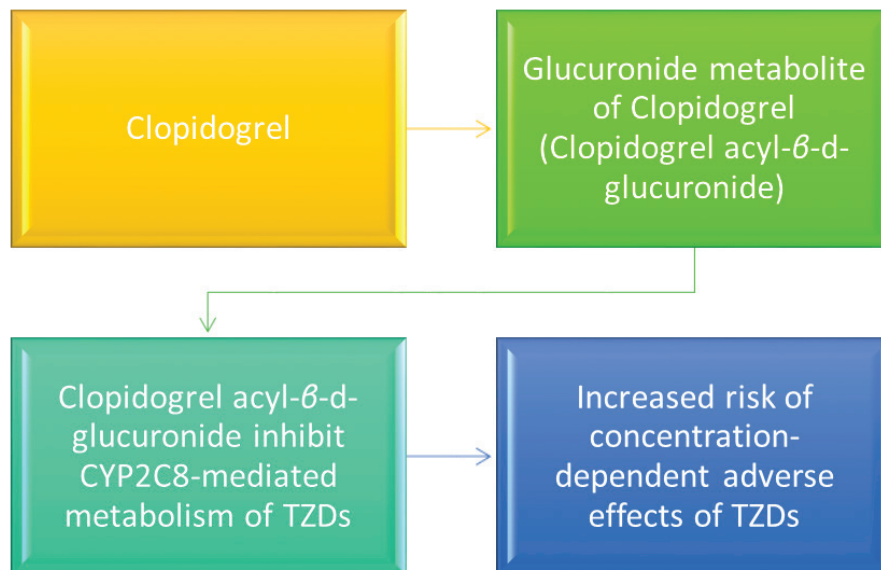 Clopidogrel
Glucuronide metabolite
of Clopidogrel
(Clopidogrel acyl-β-d-
glucuronide)
Clopidogrel acyl-β-d-
glucuronide inhibit
CYP2C8-mediated
metabolism of TZDs
Increased risk of
concentration-
dependent adverse
effects of TZDs